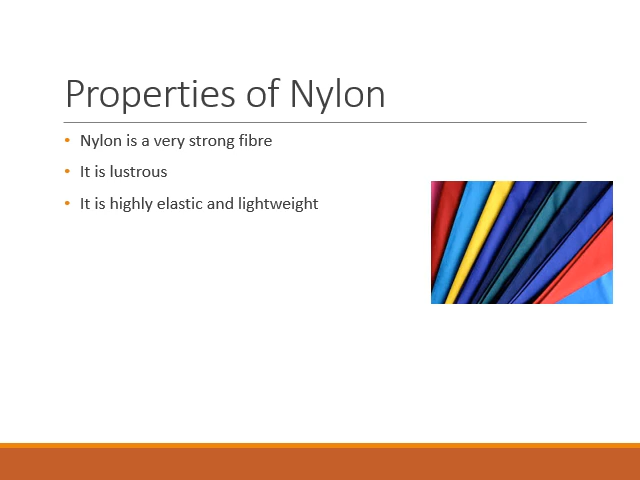 Properties of Nylon
• Nylon is a very strong fibre
• It is lustrous
• It is highly elastic and lightweight